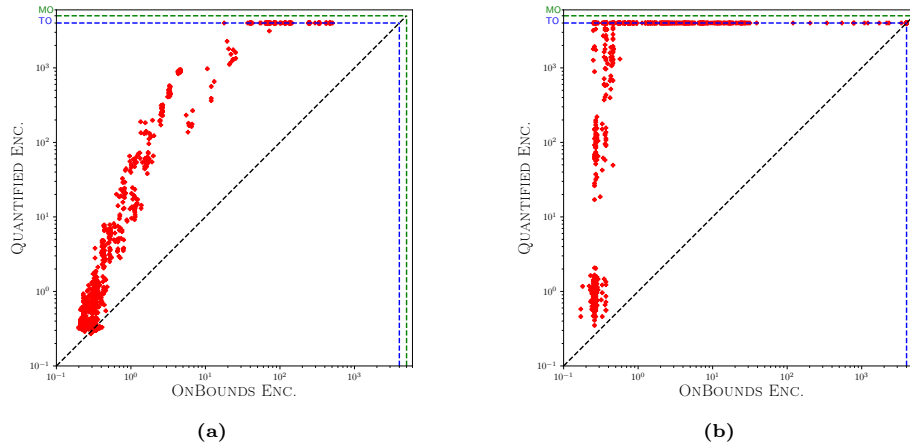 MO
TO
10³
10²
10¹
10⁰
10⁻¹
QUANTIFIED ENC.
10⁻¹ 10⁰ 10¹ 10² 10³
ONBOUNDS ENC.
(a)
MO
TO
10³
10²
10¹
10⁰
10⁻¹
QUANTIFIED ENC.
10⁻¹ 10⁰ 10¹ 10² 10³
ONBOUNDS ENC.
(b)